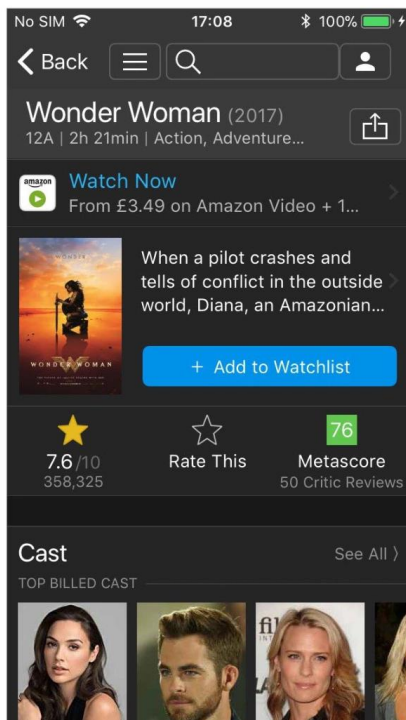 No SIM 17:08 100%
Back
Wonder Woman (2017)
12A | 2h 21min | Action, Adventure...
amazon
Watch Now
From £3.49 on Amazon Video + 1...
When a pilot crashes and
tells of conflict in the outside
world, Diana, an Amazonian...
WONDER
WONDER WOMAN
+ Add to Watchlist
7.6/10
358,325
Rate This
76
Metascore
50 Critic Reviews
Cast
See All
TOP BILLED CAST